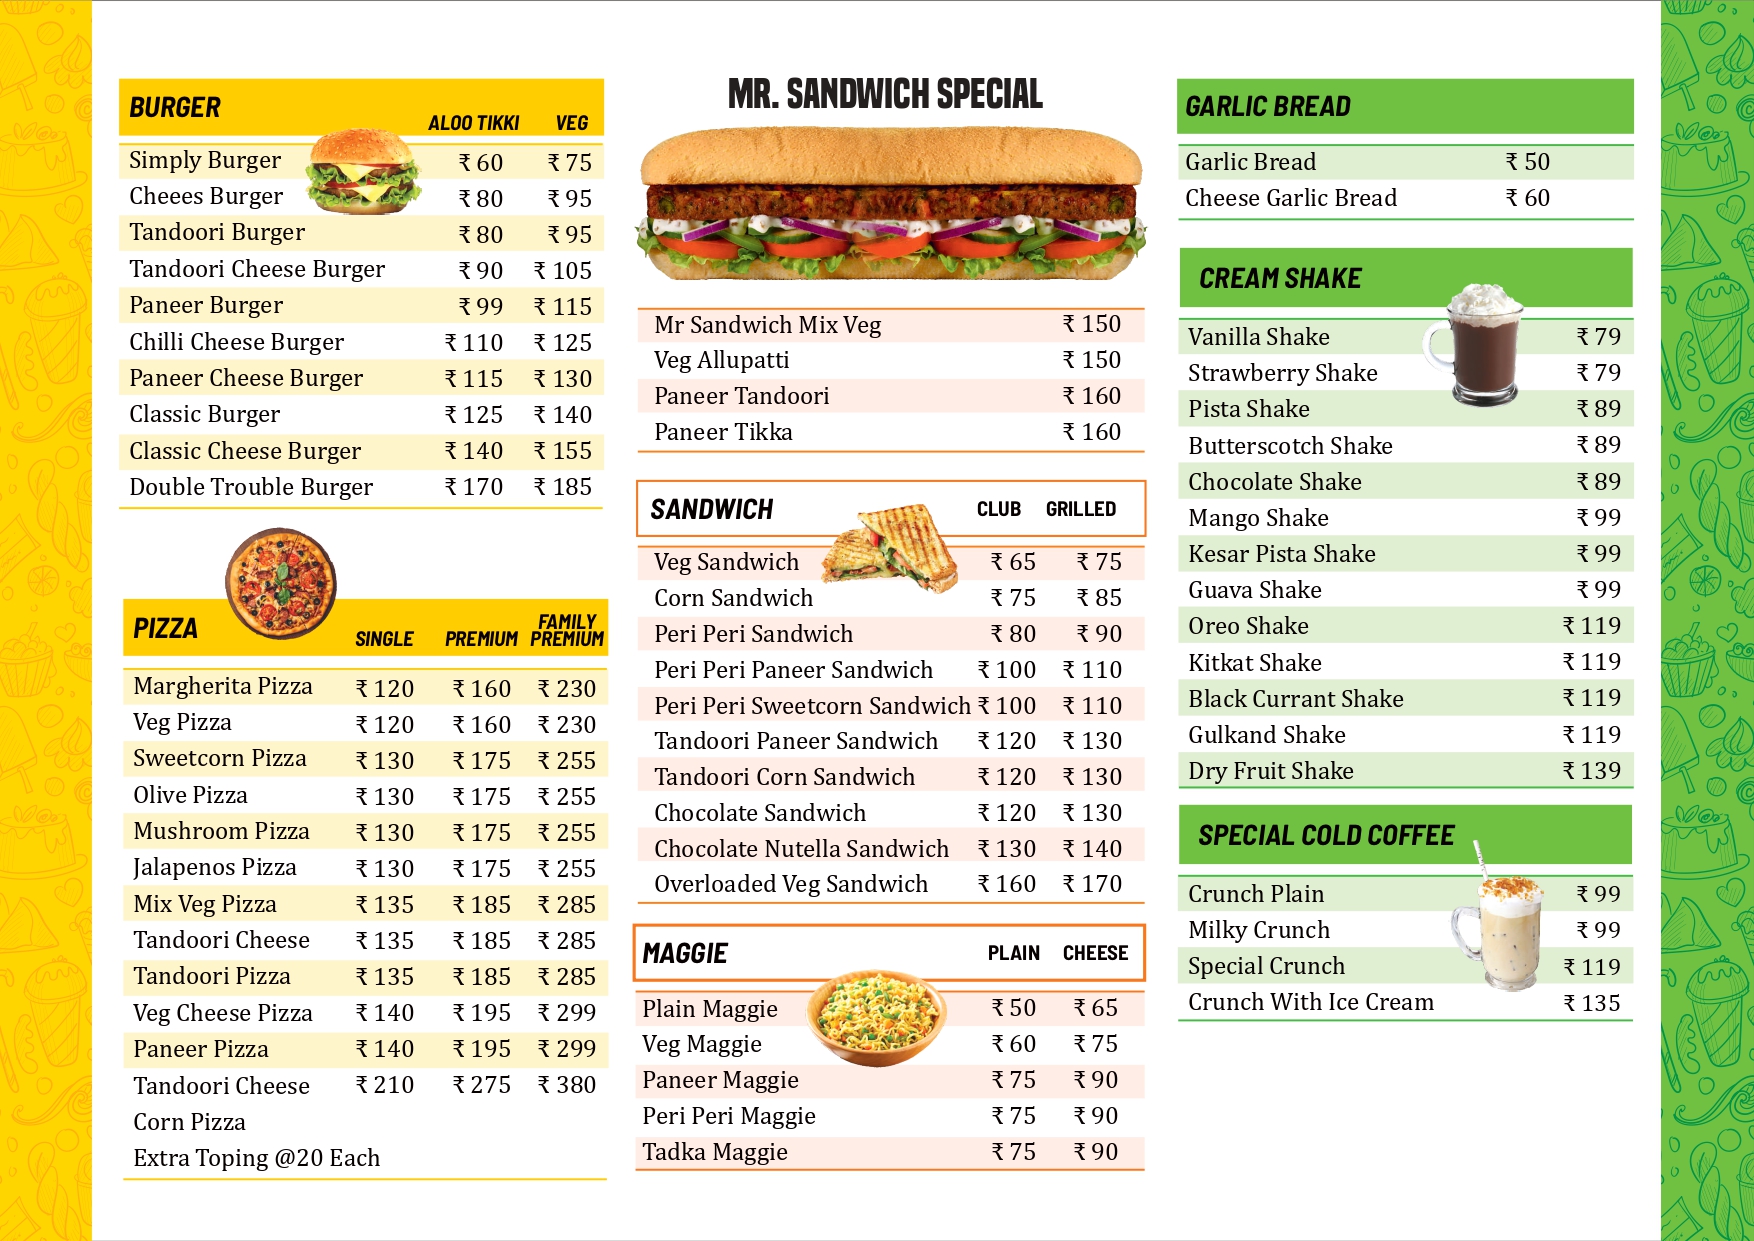 BURGER
ALOO TIKKI VEG
Simply Burger ₹ 60 ₹ 75
Cheees Burger ₹ 80 ₹ 95
Tandoori Burger ₹ 80 ₹ 95
Tandoori Cheese Burger ₹ 90 ₹ 105
Paneer Burger ₹ 99 ₹ 115
Chilli Cheese Burger ₹ 110 ₹ 125
Paneer Cheese Burger ₹ 115 ₹ 130
Classic Burger ₹ 125 ₹ 140
Classic Cheese Burger ₹ 140 ₹ 155
Double Trouble Burger ₹ 170 ₹ 185
PIZZA SINGLE PREMIUM FAMILY PREMIUM
Margherita Pizza ₹ 120 ₹ 160 ₹ 230
Veg Pizza ₹ 120 ₹ 160 ₹ 230
Sweetcorn Pizza ₹ 130 ₹ 175 ₹ 255
Olive Pizza ₹ 130 ₹ 175 ₹ 255
Mushroom Pizza ₹ 130 ₹ 175 ₹ 255
Jalapenos Pizza ₹ 130 ₹ 175 ₹ 255
Mix Veg Pizza ₹ 135 ₹ 185 ₹ 285
Tandoori Cheese ₹ 135 ₹ 185 ₹ 285
Tandoori Pizza ₹ 135 ₹ 185 ₹ 285
Veg Cheese Pizza ₹ 140 ₹ 195 ₹ 299
Paneer Pizza ₹ 140 ₹ 195 ₹ 299
Tandoori Cheese ₹ 210 ₹ 275 ₹ 380
Corn Pizza
Extra Toping @20 Each
MR. SANDWICH SPECIAL
Mr Sandwich Mix Veg ₹ 150
Veg Allupatti ₹ 150
Paneer Tandoori ₹ 160
Paneer Tikka ₹ 160
SANDWICH CLUB GRILLED
Veg Sandwich ₹ 65 ₹ 75
Corn Sandwich ₹ 75 ₹ 85
Peri Peri Sandwich ₹ 80 ₹ 90
Peri Peri Paneer Sandwich ₹ 100 ₹ 110
Peri Peri Sweetcorn Sandwich ₹ 100 ₹ 110
Tandoori Paneer Sandwich ₹ 120 ₹ 130
Tandoori Corn Sandwich ₹ 120 ₹ 130
Chocolate Sandwich ₹ 120 ₹ 130
Chocolate Nutella Sandwich ₹ 130 ₹ 140
Overloaded Veg Sandwich ₹ 160 ₹ 170
MAGGIE PLAIN CHEESE
Plain Maggie ₹ 50 ₹ 65
Veg Maggie ₹ 60 ₹ 75
Paneer Maggie ₹ 75 ₹ 90
Peri Peri Maggie ₹ 75 ₹ 90
Tadka Maggie ₹ 75 ₹ 90
GARLIC BREAD
Garlic Bread ₹ 50
Cheese Garlic Bread ₹ 60
CREAM SHAKE
Vanilla Shake ₹ 79
Strawberry Shake ₹ 79
Pista Shake ₹ 89
Butterscotch Shake ₹ 89
Chocolate Shake ₹ 89
Mango Shake ₹ 99
Kesar Pista Shake ₹ 99
Guava Shake ₹ 99
Oreo Shake ₹ 119
Kitkat Shake ₹ 119
Black Currant Shake ₹ 119
Gulkand Shake ₹ 119
Dry Fruit Shake ₹ 139
SPECIAL COLD COFFEE
Crunch Plain ₹ 99
Milky Crunch ₹ 99
Special Crunch ₹ 119
Crunch With Ice Cream ₹ 135